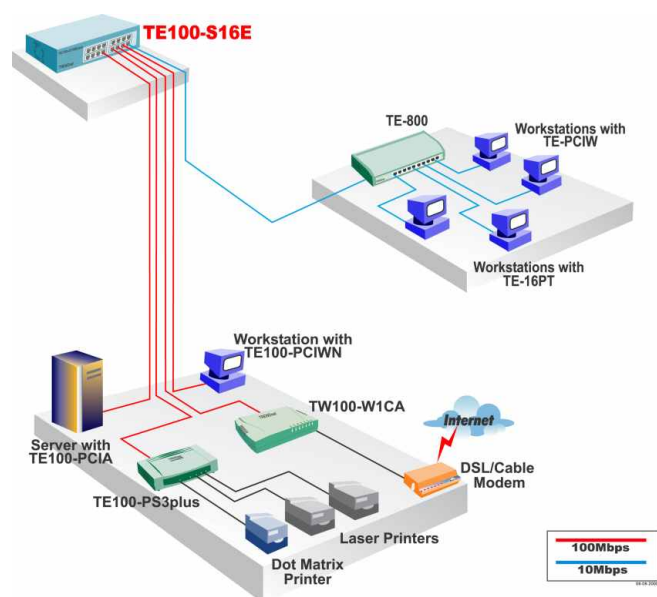 TE100-S16E
TE-800
Workstations with
TE-PCIW
Workstations with
TE-16PT
Workstation with
TE100-PCIWN
TW100-W1CA
Internet
Server with
TE100-PCIA
DSL/Cable
Modem
TE100-PS3plus
Laser Printers
Dot Matrix
Printer
100Mbps
10Mbps